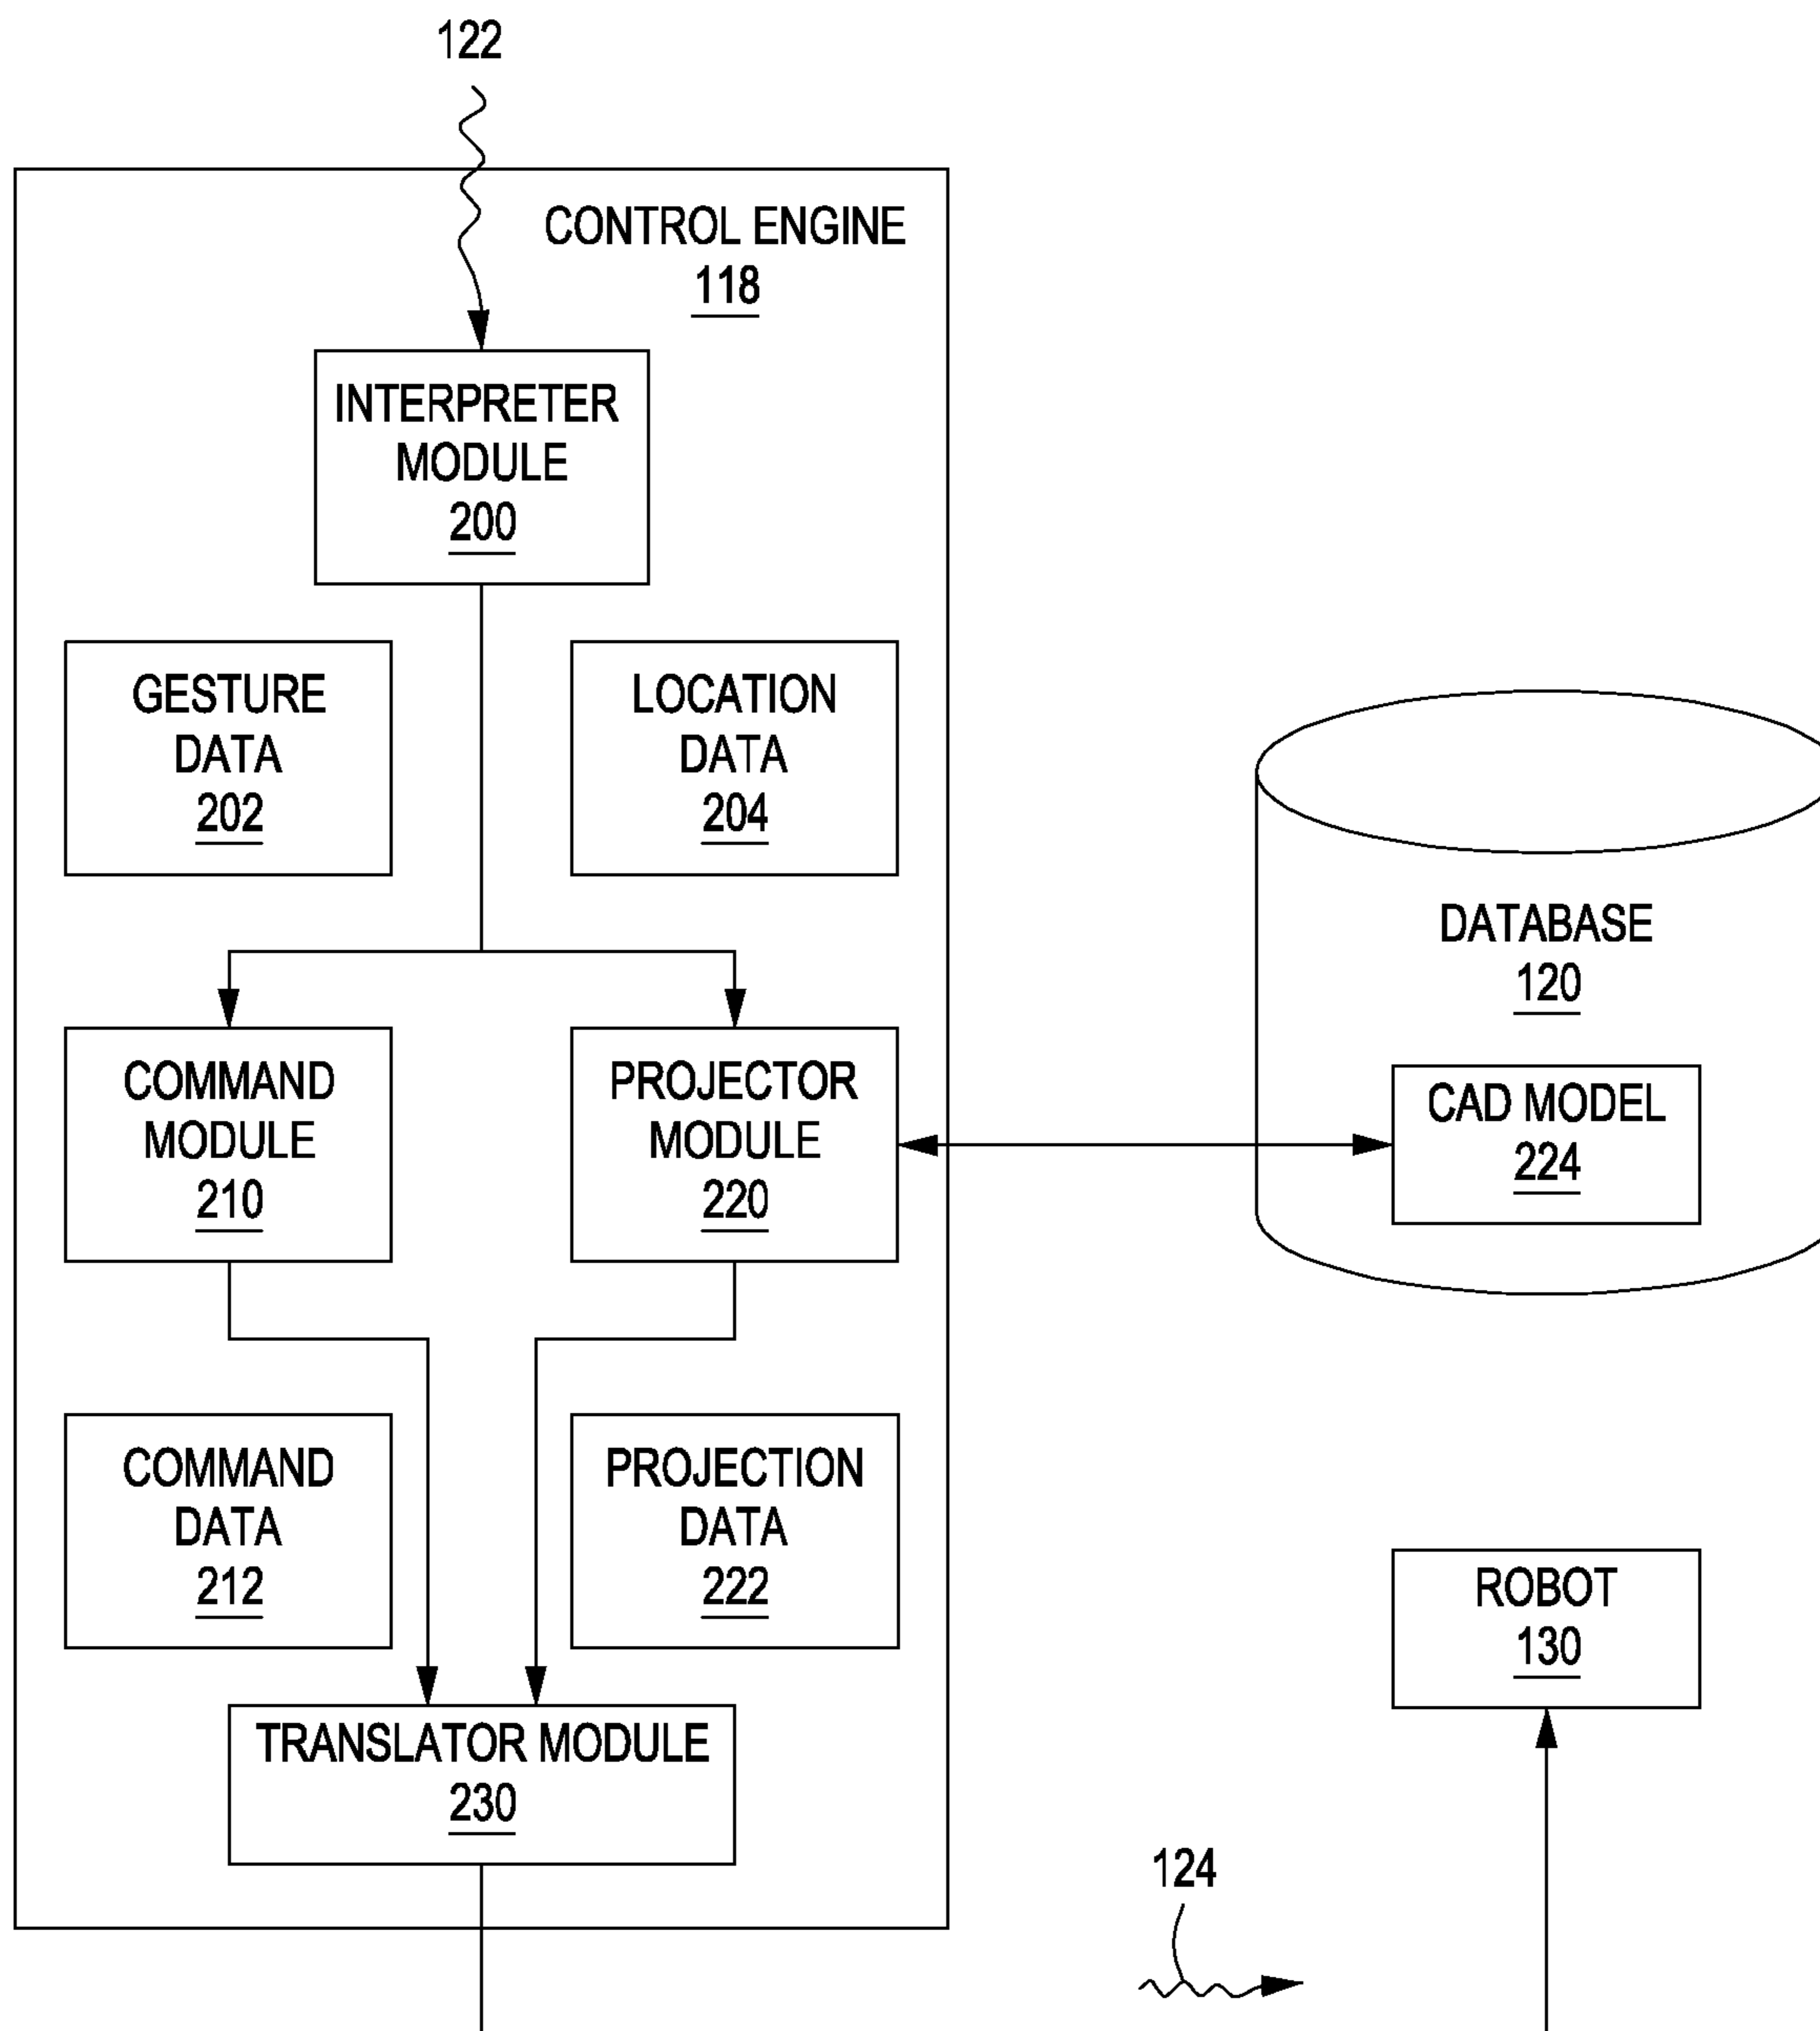 122
CONTROL ENGINE
118
INTERPRETER
MODULE
200
GESTURE
DATA
202
LOCATION
DATA
204
COMMAND
MODULE
210
PROJECTOR
MODULE
220
DATABASE
120
CAD MODEL
224
COMMAND
DATA
212
PROJECTION
DATA
222
ROBOT
130
TRANSLATOR MODULE
230
124